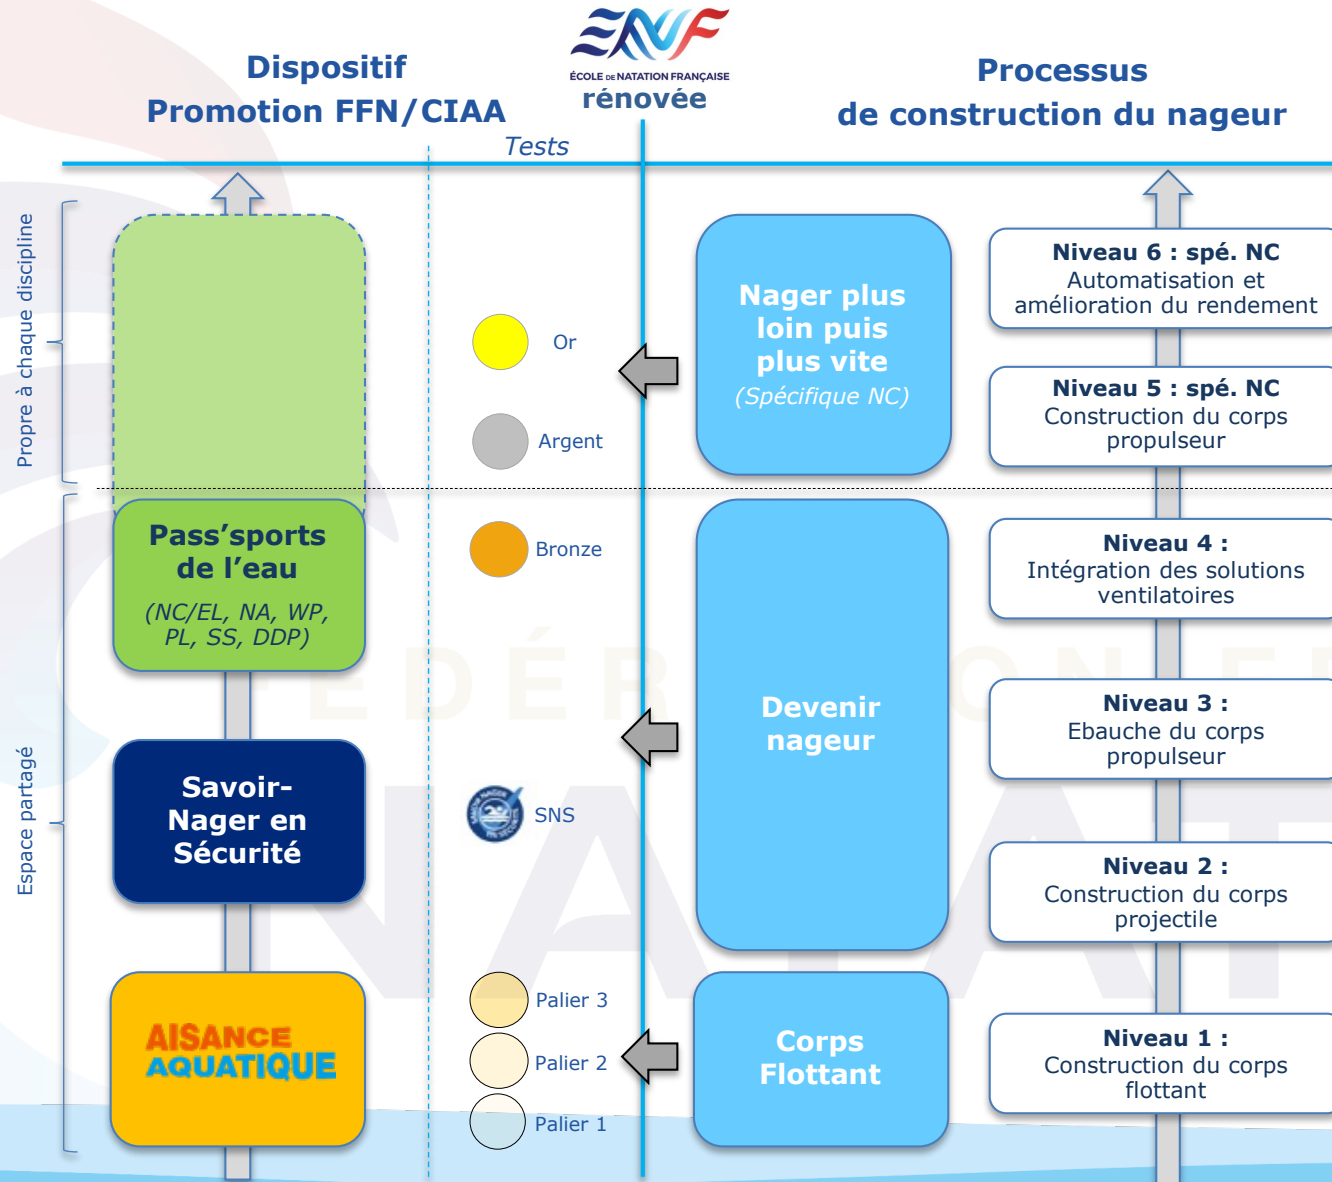 ENF
ÉCOLE DE NATATION FRANÇAISE
rénovée
Dispositif
Promotion FFN/CIAA
Tests
Processus
de construction du nageur
Propre à chaque discipline
Espace partagé
Pass’sports
de l’eau
(NC/EL, NA, WP,
PL, SS, DDP)
Savoir-
Nager en
Sécurité
AISANCE
AQUATIQUE
Or
Argent
Bronze
SNS
Palier 3
Palier 2
Palier 1
Nager plus
loin puis
plus vite
(Spécifique NC)
Devenir
nageur
Corps
Flottant
Niveau 6 : spé. NC
Automatisation et
amélioration du rendement
Niveau 5 : spé. NC
Construction du corps
propulseur
Niveau 4 :
Intégration des solutions
ventilatoires
Niveau 3 :
Ebauche du corps
propulseur
Niveau 2 :
Construction du corps
projectile
Niveau 1 :
Construction du corps
flottant